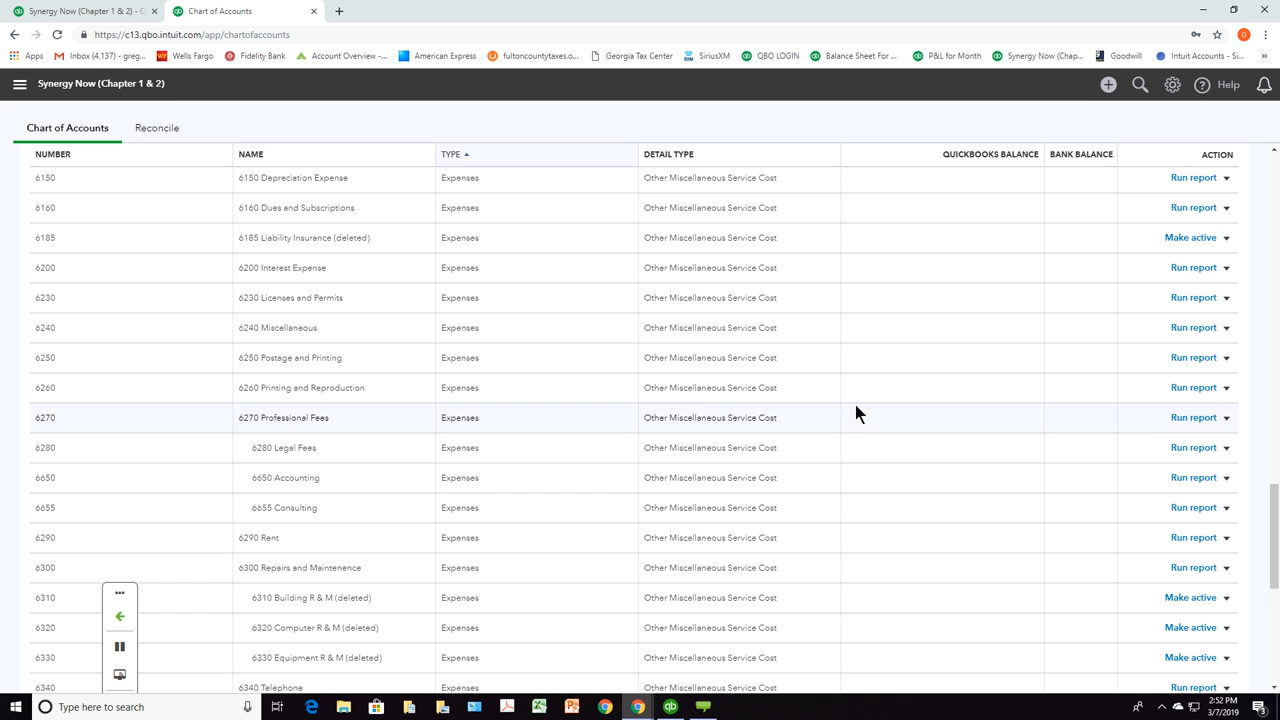 Synergy Now (Chapter 1 & 2) - C
Chart of Accounts
https://c13.qbo.intuit.com/app/chartofaccounts
Apps Inbox (4,137) - greg... Wells Fargo Fidelity Bank Account Overview -... American Express fultoncountytaxes.o... Georgia Tax Center SiriusXM QBO LOGIN Balance Sheet For ... P&L for Month Synergy Now (Chap... Goodwill Intuit Accounts - Si... »
Synergy Now (Chapter 1 & 2) Help
Chart of Accounts Reconcile
NUMBER NAME TYPE DETAIL TYPE QUICKBOOKS BALANCE BANK BALANCE ACTION
6150 6150 Depreciation Expense Expenses Other Miscellaneous Service Cost Run report
6160 6160 Dues and Subscriptions Expenses Other Miscellaneous Service Cost Run report
6185 6185 Liability Insurance (deleted) Expenses Other Miscellaneous Service Cost Make active
6200 6200 Interest Expense Expenses Other Miscellaneous Service Cost Run report
6230 6230 Licenses and Permits Expenses Other Miscellaneous Service Cost Run report
6240 6240 Miscellaneous Expenses Other Miscellaneous Service Cost Run report
6250 6250 Postage and Printing Expenses Other Miscellaneous Service Cost Run report
6260 6260 Printing and Reproduction Expenses Other Miscellaneous Service Cost Run report
6270 6270 Professional Fees Expenses Other Miscellaneous Service Cost Run report
6280 6280 Legal Fees Expenses Other Miscellaneous Service Cost Run report
6650 6650 Accounting Expenses Other Miscellaneous Service Cost Run report
6655 6655 Consulting Expenses Other Miscellaneous Service Cost Run report
6290 6290 Rent Expenses Other Miscellaneous Service Cost Run report
6300 6300 Repairs and Maintenence Expenses Other Miscellaneous Service Cost Run report
6310 6310 Building R & M (deleted) Expenses Other Miscellaneous Service Cost Make active
6320 6320 Computer R & M (deleted) Expenses Other Miscellaneous Service Cost Make active
6330 6330 Equipment R & M (deleted) Expenses Other Miscellaneous Service Cost Make active
6340 6340 Telephone Expenses Other Miscellaneous Service Cost Run report
Type here to search
2:52 PM
3/7/2019